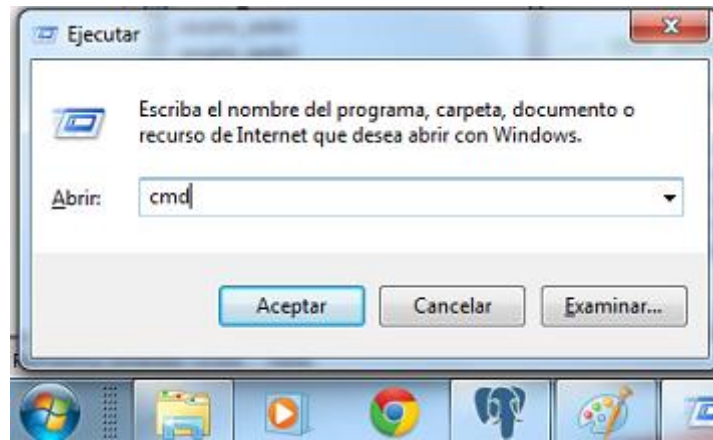 Ejecutar
Escriba el nombre del programa, carpeta, documento o
recurso de Internet que desea abrir con Windows.
Abrir:
cmd
Aceptar
Cancelar
Examinar...